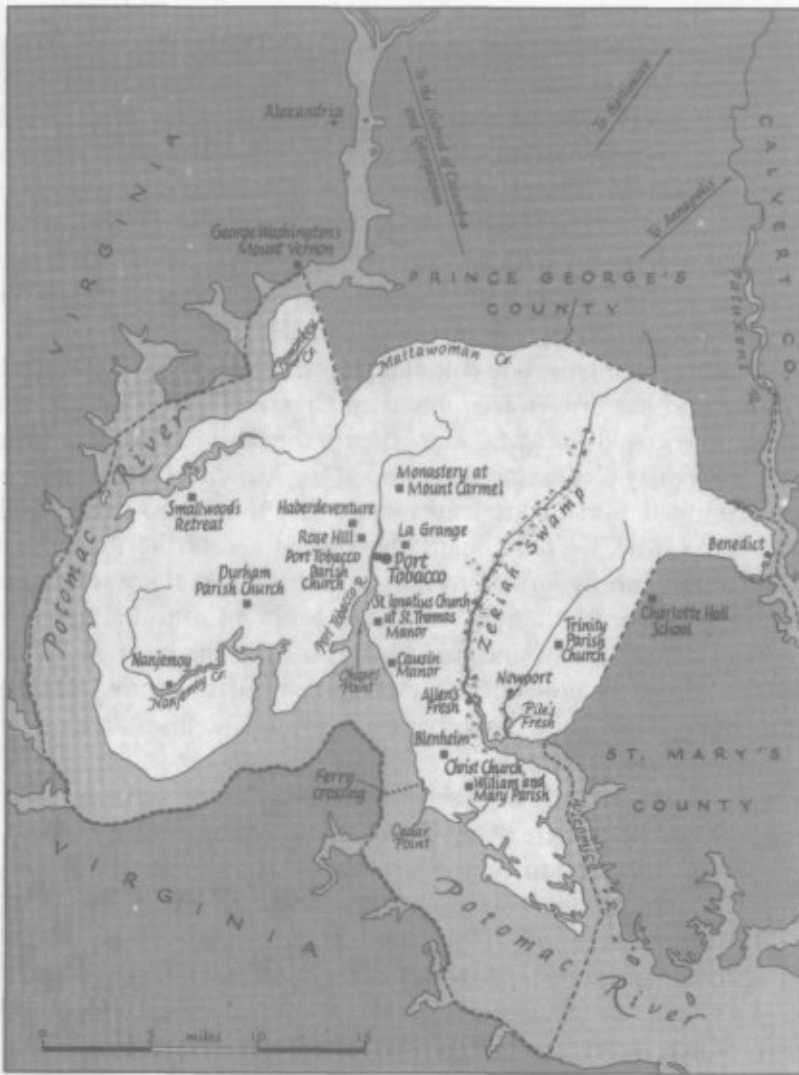 Alexandria
To the District of Columbia
and Georgetown
To Baltimore
To Annapolis
CALVERT CO.
VIRGINIA
George Washington's
Mount Vernon
PRINCE GEORGE'S
COUNTY
Patuxent R.
Mattawoman Cr.
Potomac River
Smallwood's
Retreat
Monastery at
Mount Carmel
Haberdeventure
Rose Hill
La Grange
Port Tobacco
Parish
Church
Port
Tobacco
Benedict
Durham
Parish Church
Port Tobacco R.
St. Ignatius Church
at St. Thomas
Manor
Zekiah Swamp
Charlotte Hall
School
Trinity
Parish
Church
Nanjemoy
Nanjemoy Cr.
Chapel
Point
Causin
Manor
Allen's
Fresh
Newport
Pile's
Fresh
Blenheim
Christ Church,
William and
Mary Parish
ST. MARY'S
COUNTY
Ferry
crossing
Cedar
Point
Wicomico
VIRGINIA
Potomac River
0 5 10 15
miles